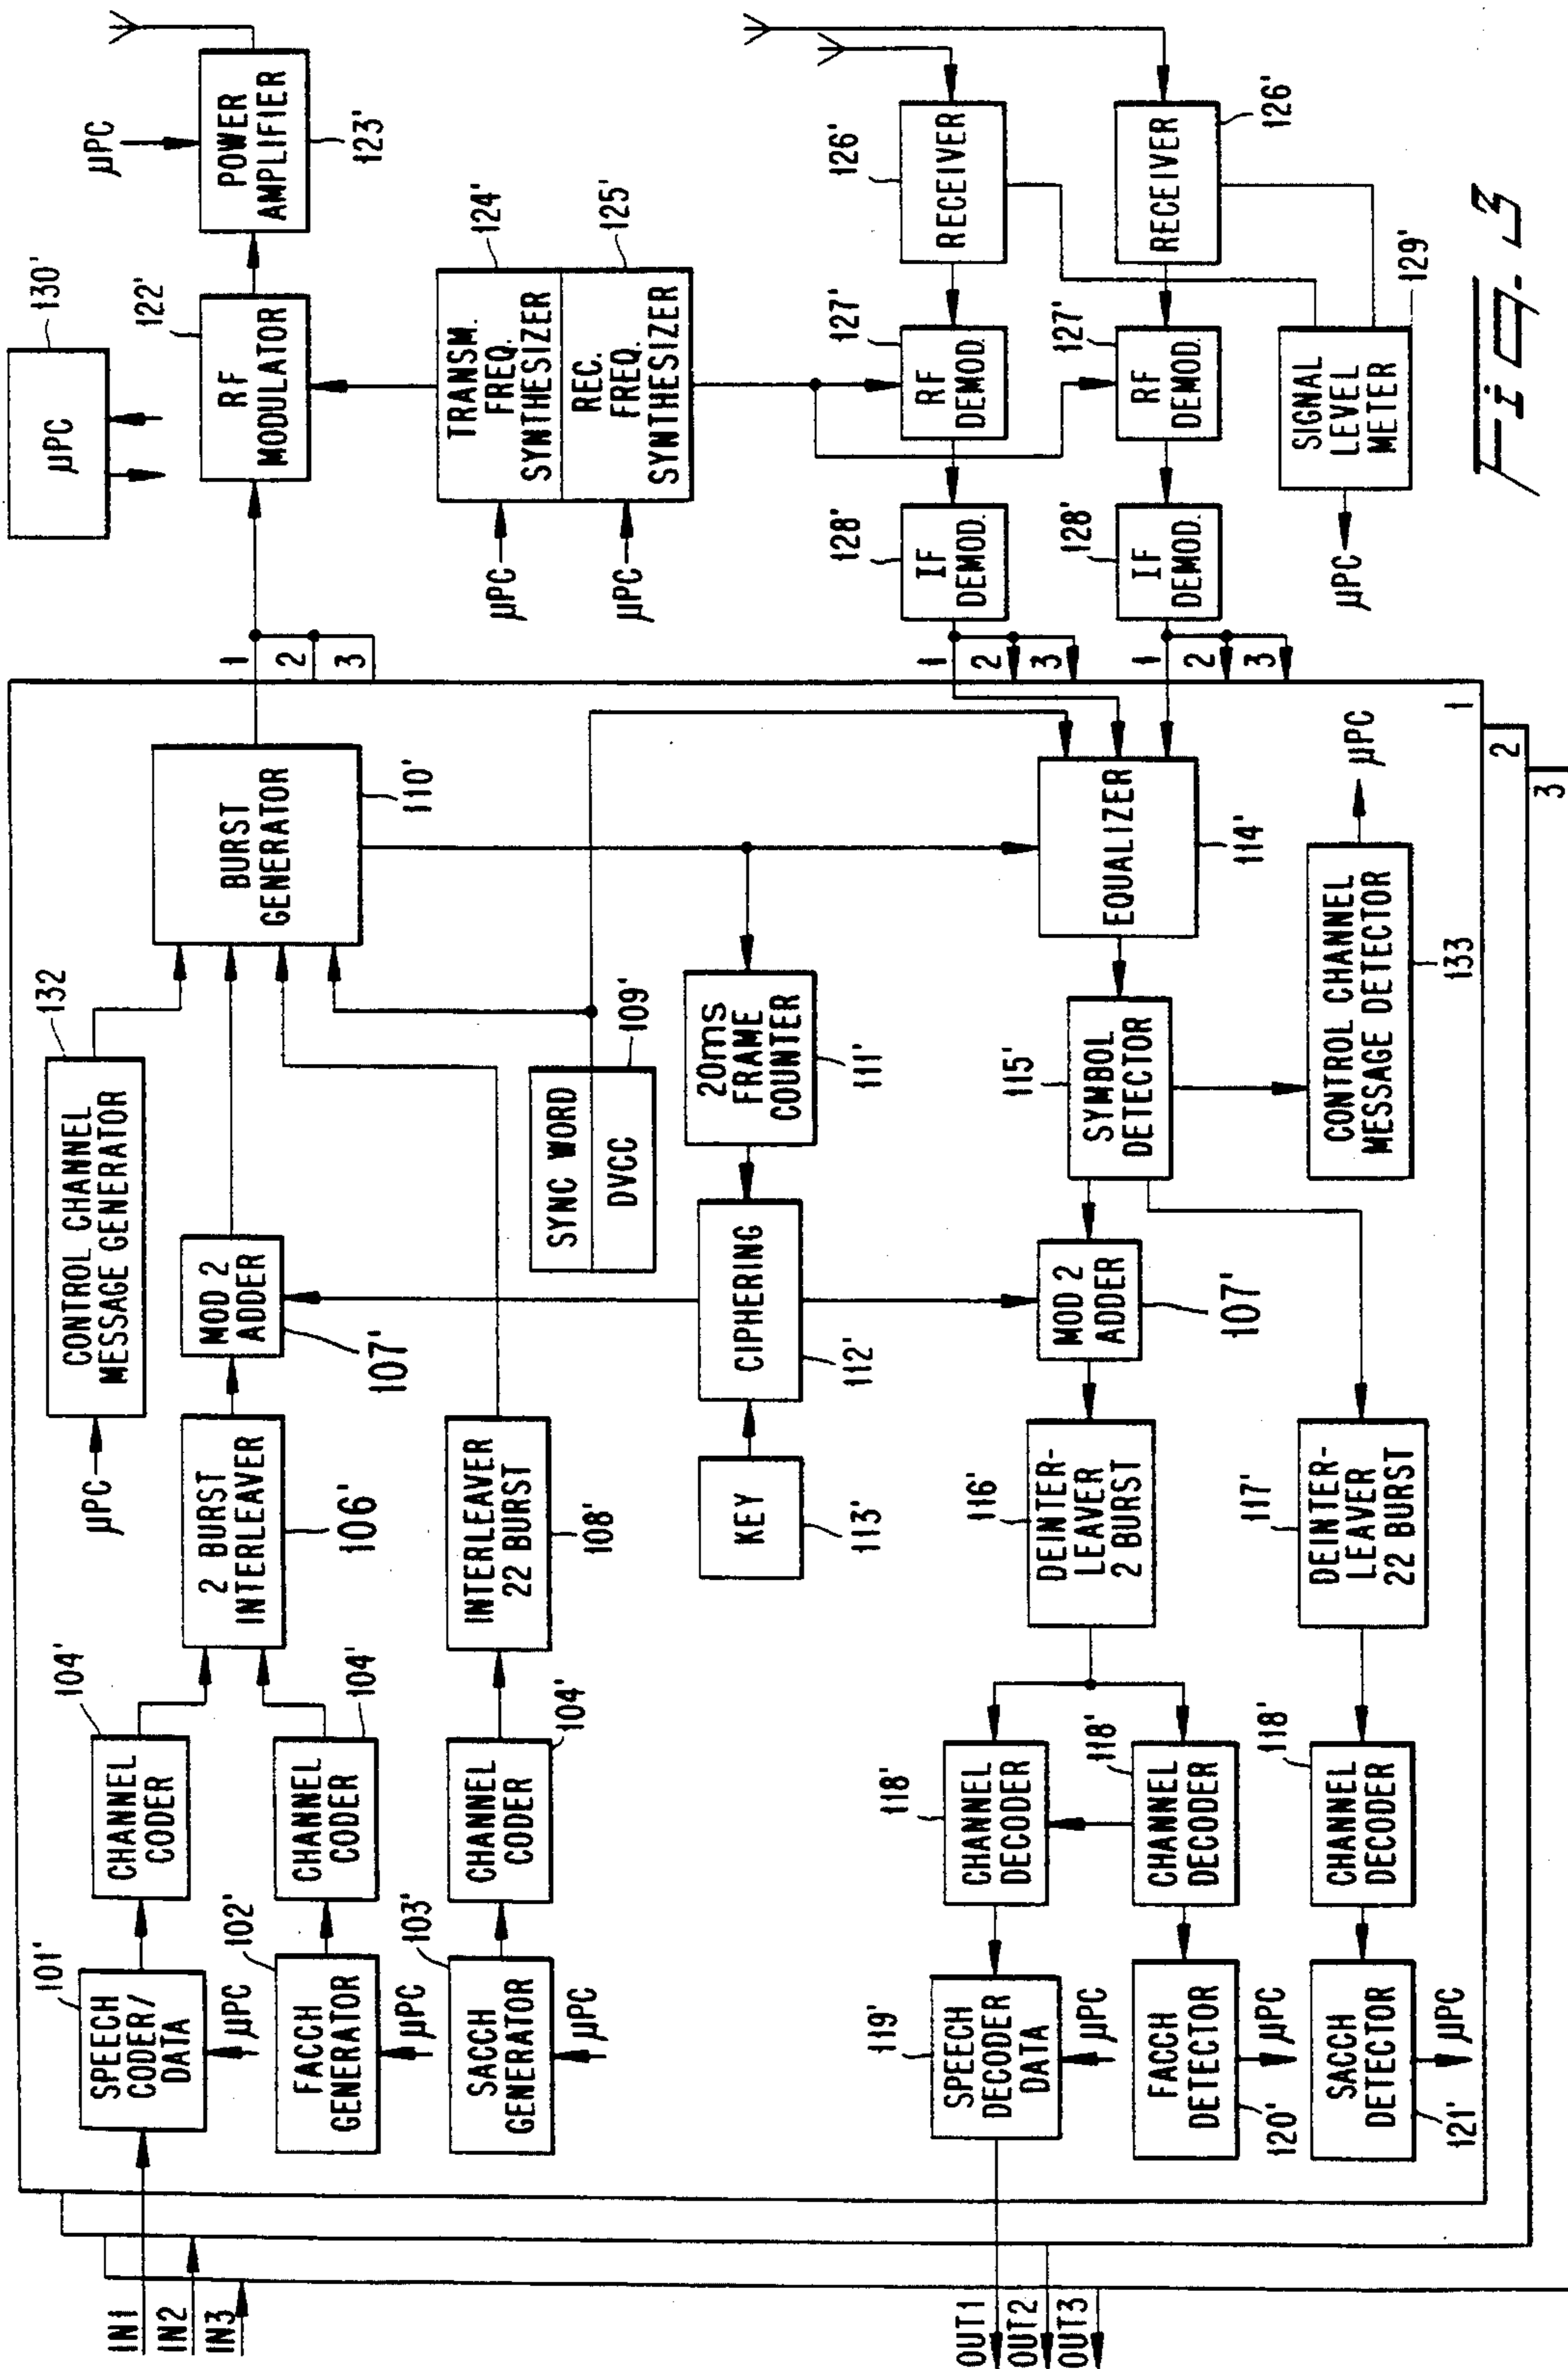 IN1
IN2
IN3
101'
SPEECH
CODER/
DATA
µPC
104'
CHANNEL
CODER
102'
FACCH
GENERATOR
µPC
104'
CHANNEL
CODER
103'
SACCH
GENERATOR
µPC
104'
CHANNEL
CODER
2 BURST
INTERLEAVER
106'
INTERLEAVER
22 BURST
108'
µPC
CONTROL CHANNEL
MESSAGE GENERATOR
132
MOD 2
ADDER
107'
BURST
GENERATOR
110'
SYNC WORD
DVCC
109'
20ms
FRAME
COUNTER
111'
CIPHERING
112'
KEY
113'
1
2
3
130'
µPC
122'
RF
MODULATOR
µPC
POWER
AMPLIFIER
123'
TRANSM.
FREQ.
SYNTHESIZER
124'
REC.
FREQ.
SYNTHESIZER
125'
µPC
µPC
126'
RECEIVER
RECEIVER
126'
127'
RF
DEMOD.
127'
RF
DEMOD.
128'
IF
DEMOD.
128'
IF
DEMOD.
SIGNAL
LEVEL
METER
129'
µPC
1
2
3
1
2
3
EQUALIZER
114'
115'
SYMBOL
DETECTOR
CONTROL CHANNEL
MESSAGE DETECTOR
133
µPC
MOD 2
ADDER
107'
116'
DEINTER-
LEAVER
2 BURST
117'
DEINTER-
LEAVER
22 BURST
118'
CHANNEL
DECODER
118'
CHANNEL
DECODER
118'
CHANNEL
DECODER
119'
SPEECH
DECODER
DATA
µPC
FACCH
DETECTOR
120'
µPC
SACCH
DETECTOR
121'
µPC
OUT1
OUT2
OUT3
1
2
3
FIG. 3